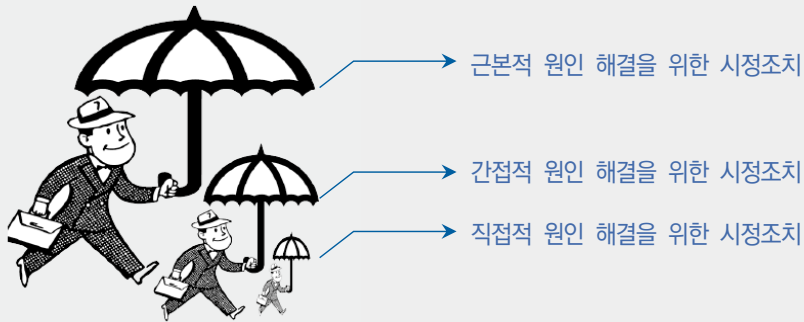 근본적 원인 해결을 위한 시정조치
간접적 원인 해결을 위한 시정조치
직접적 원인 해결을 위한 시정조치